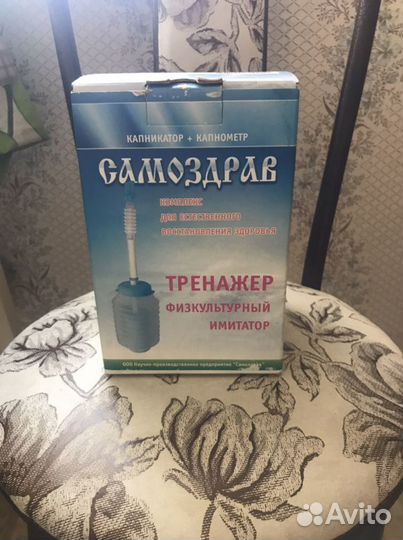 КАПНИКАТОР + КАПНОМЕТР
САМОЗДРАВ
КОМПЛЕКС
ДЛЯ ЕСТЕСТВЕННОГО
ВОССТАНОВЛЕНИЯ ЗДОРОВЬЯ
ТРЕНАЖЕР
ФИЗКУЛЬТУРНЫЙ
ИМИТАТОР
ООО Научно-производственное предприятие "Самоздрав"
Avito